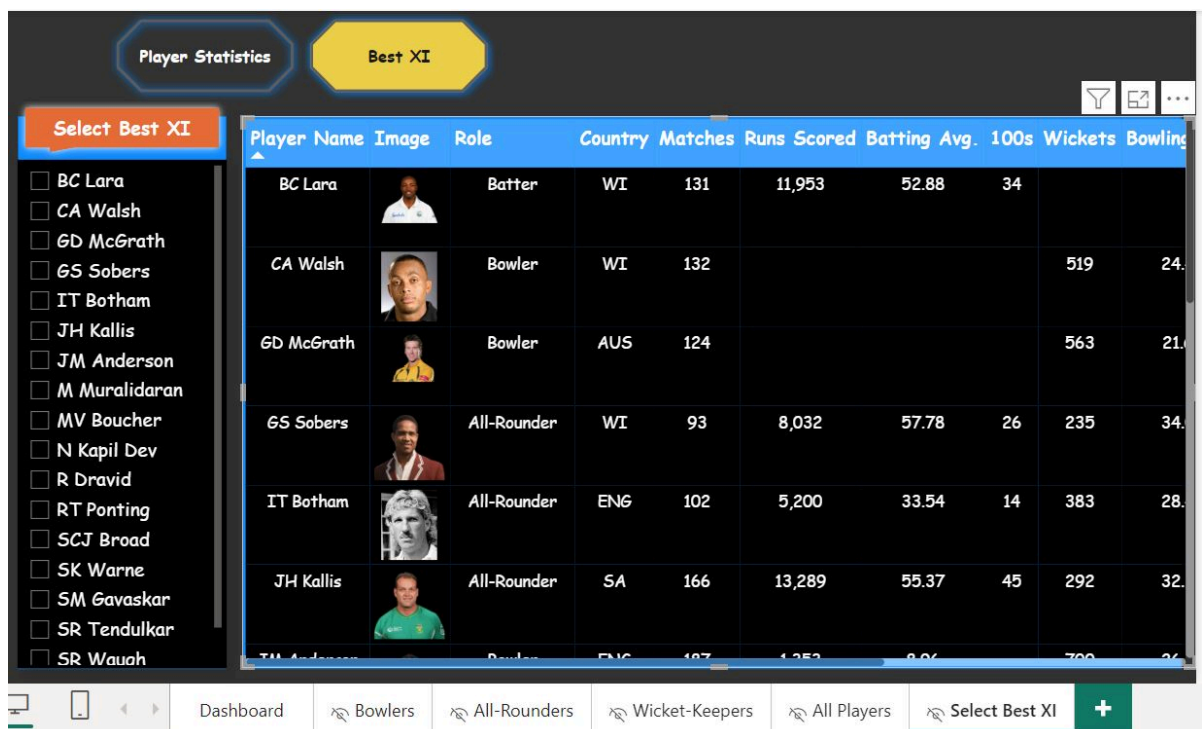 Player Statistics
Best XI
Select Best XI
BC Lara
CA Walsh
GD McGrath
GS Sobers
IT Botham
JH Kallis
JM Anderson
M Muralidaran
MV Boucher
N Kapil Dev
R Dravid
RT Ponting
SCJ Broad
SK Warne
SM Gavaskar
SR Tendulkar
SR Waugh
Player Name Image Role Country Matches Runs Scored Batting Avg. 100s Wickets Bowling
BC Lara Batter WI 131 11,953 52.88 34
CA Walsh Bowler WI 132 519 24.
GD McGrath Bowler AUS 124 563 21.
GS Sobers All-Rounder WI 93 8,032 57.78 26 235 34.
IT Botham All-Rounder ENG 102 5,200 33.54 14 383 28.
JH Kallis All-Rounder SA 166 13,289 55.37 45 292 32.
Dashboard Bowlers All-Rounders Wicket-Keepers All Players Select Best XI +